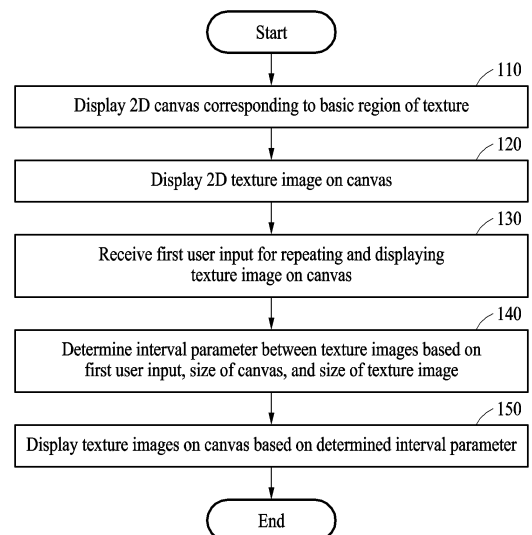 Start
110
Display 2D canvas corresponding to basic region of texture
120
Display 2D texture image on canvas
130
Receive first user input for repeating and displaying
texture image on canvas
140
Determine interval parameter between texture images based on
first user input, size of canvas, and size of texture image
150
Display texture images on canvas based on determined interval parameter
End